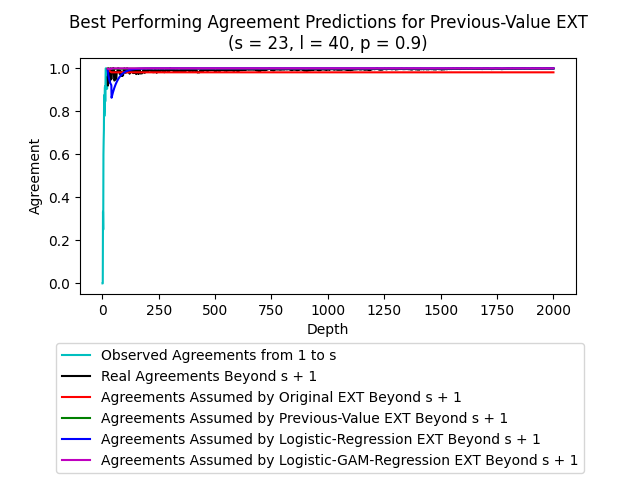 Best Performing Agreement Predictions for Previous-Value EXT
(s = 23, l = 40, p = 0.9)
1.0
0.8
0.6
0.4
0.2
0.0
Agreement
0 250 500 750 1000 1250 1500 1750 2000
Depth
Observed Agreements from 1 to s
Real Agreements Beyond s + 1
Agreements Assumed by Original EXT Beyond s + 1
Agreements Assumed by Previous-Value EXT Beyond s + 1
Agreements Assumed by Logistic-Regression EXT Beyond s + 1
Agreements Assumed by Logistic-GAM-Regression EXT Beyond s + 1